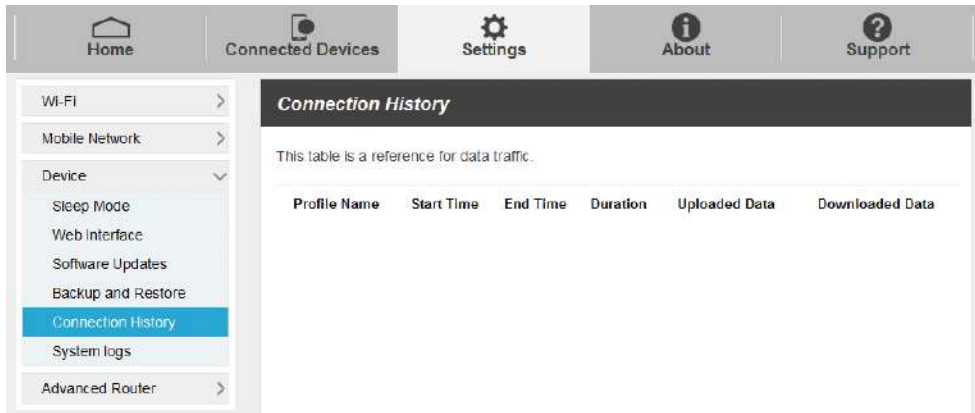 Home Connected Devices Settings About Support
Wi-Fi
Mobile Network
Device
Sleep Mode
Web Interface
Software Updates
Backup and Restore
Connection History
System logs
Advanced Router
Connection History
This table is a reference for data traffic.
Profile Name Start Time End Time Duration Uploaded Data Downloaded Data